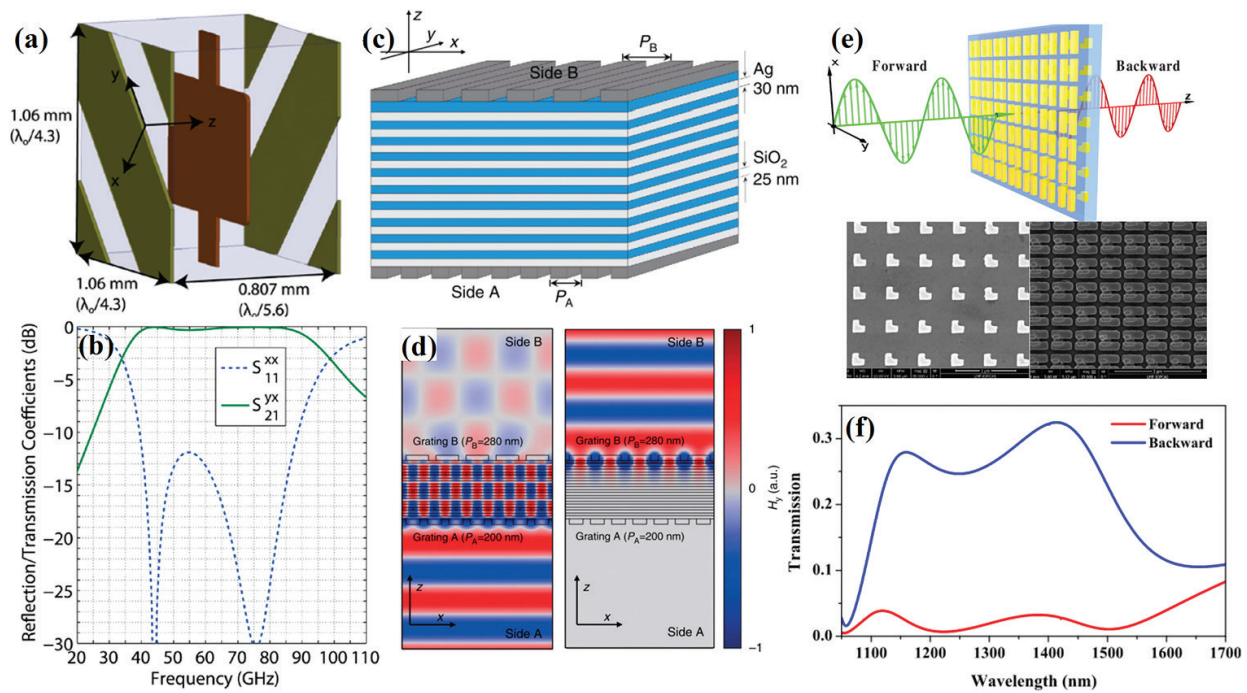 (a)
1.06 mm
(λo/4.3)
y
z
x
1.06 mm
(λo/4.3)
0.807 mm
(λo/5.6)
(b)
Reflection/Transmission Coefficients (dB)
0
−5
−10
−15
−20
−25
−30
S11^xx
S21^yx
20 30 40 50 60 70 80 90 100 110
Frequency (GHz)
(c)
z
y
x
Side B
PB
Ag
30 nm
SiO2
25 nm
Side A
PA
(d)
Side B
Grating B (PB=280 nm)
Grating A (PA=200 nm)
z
x
Side A
Side B
Grating B (PB=280 nm)
Grating A (PA=200 nm)
z
x
Side A
1
0
−1
Hy (a.u.)
(e)
x
y
Forward
Backward
z
(f)
Forward
Backward
Transmission
0.3
0.2
0.1
0.0
1100 1200 1300 1400 1500 1600 1700
Wavelength (nm)